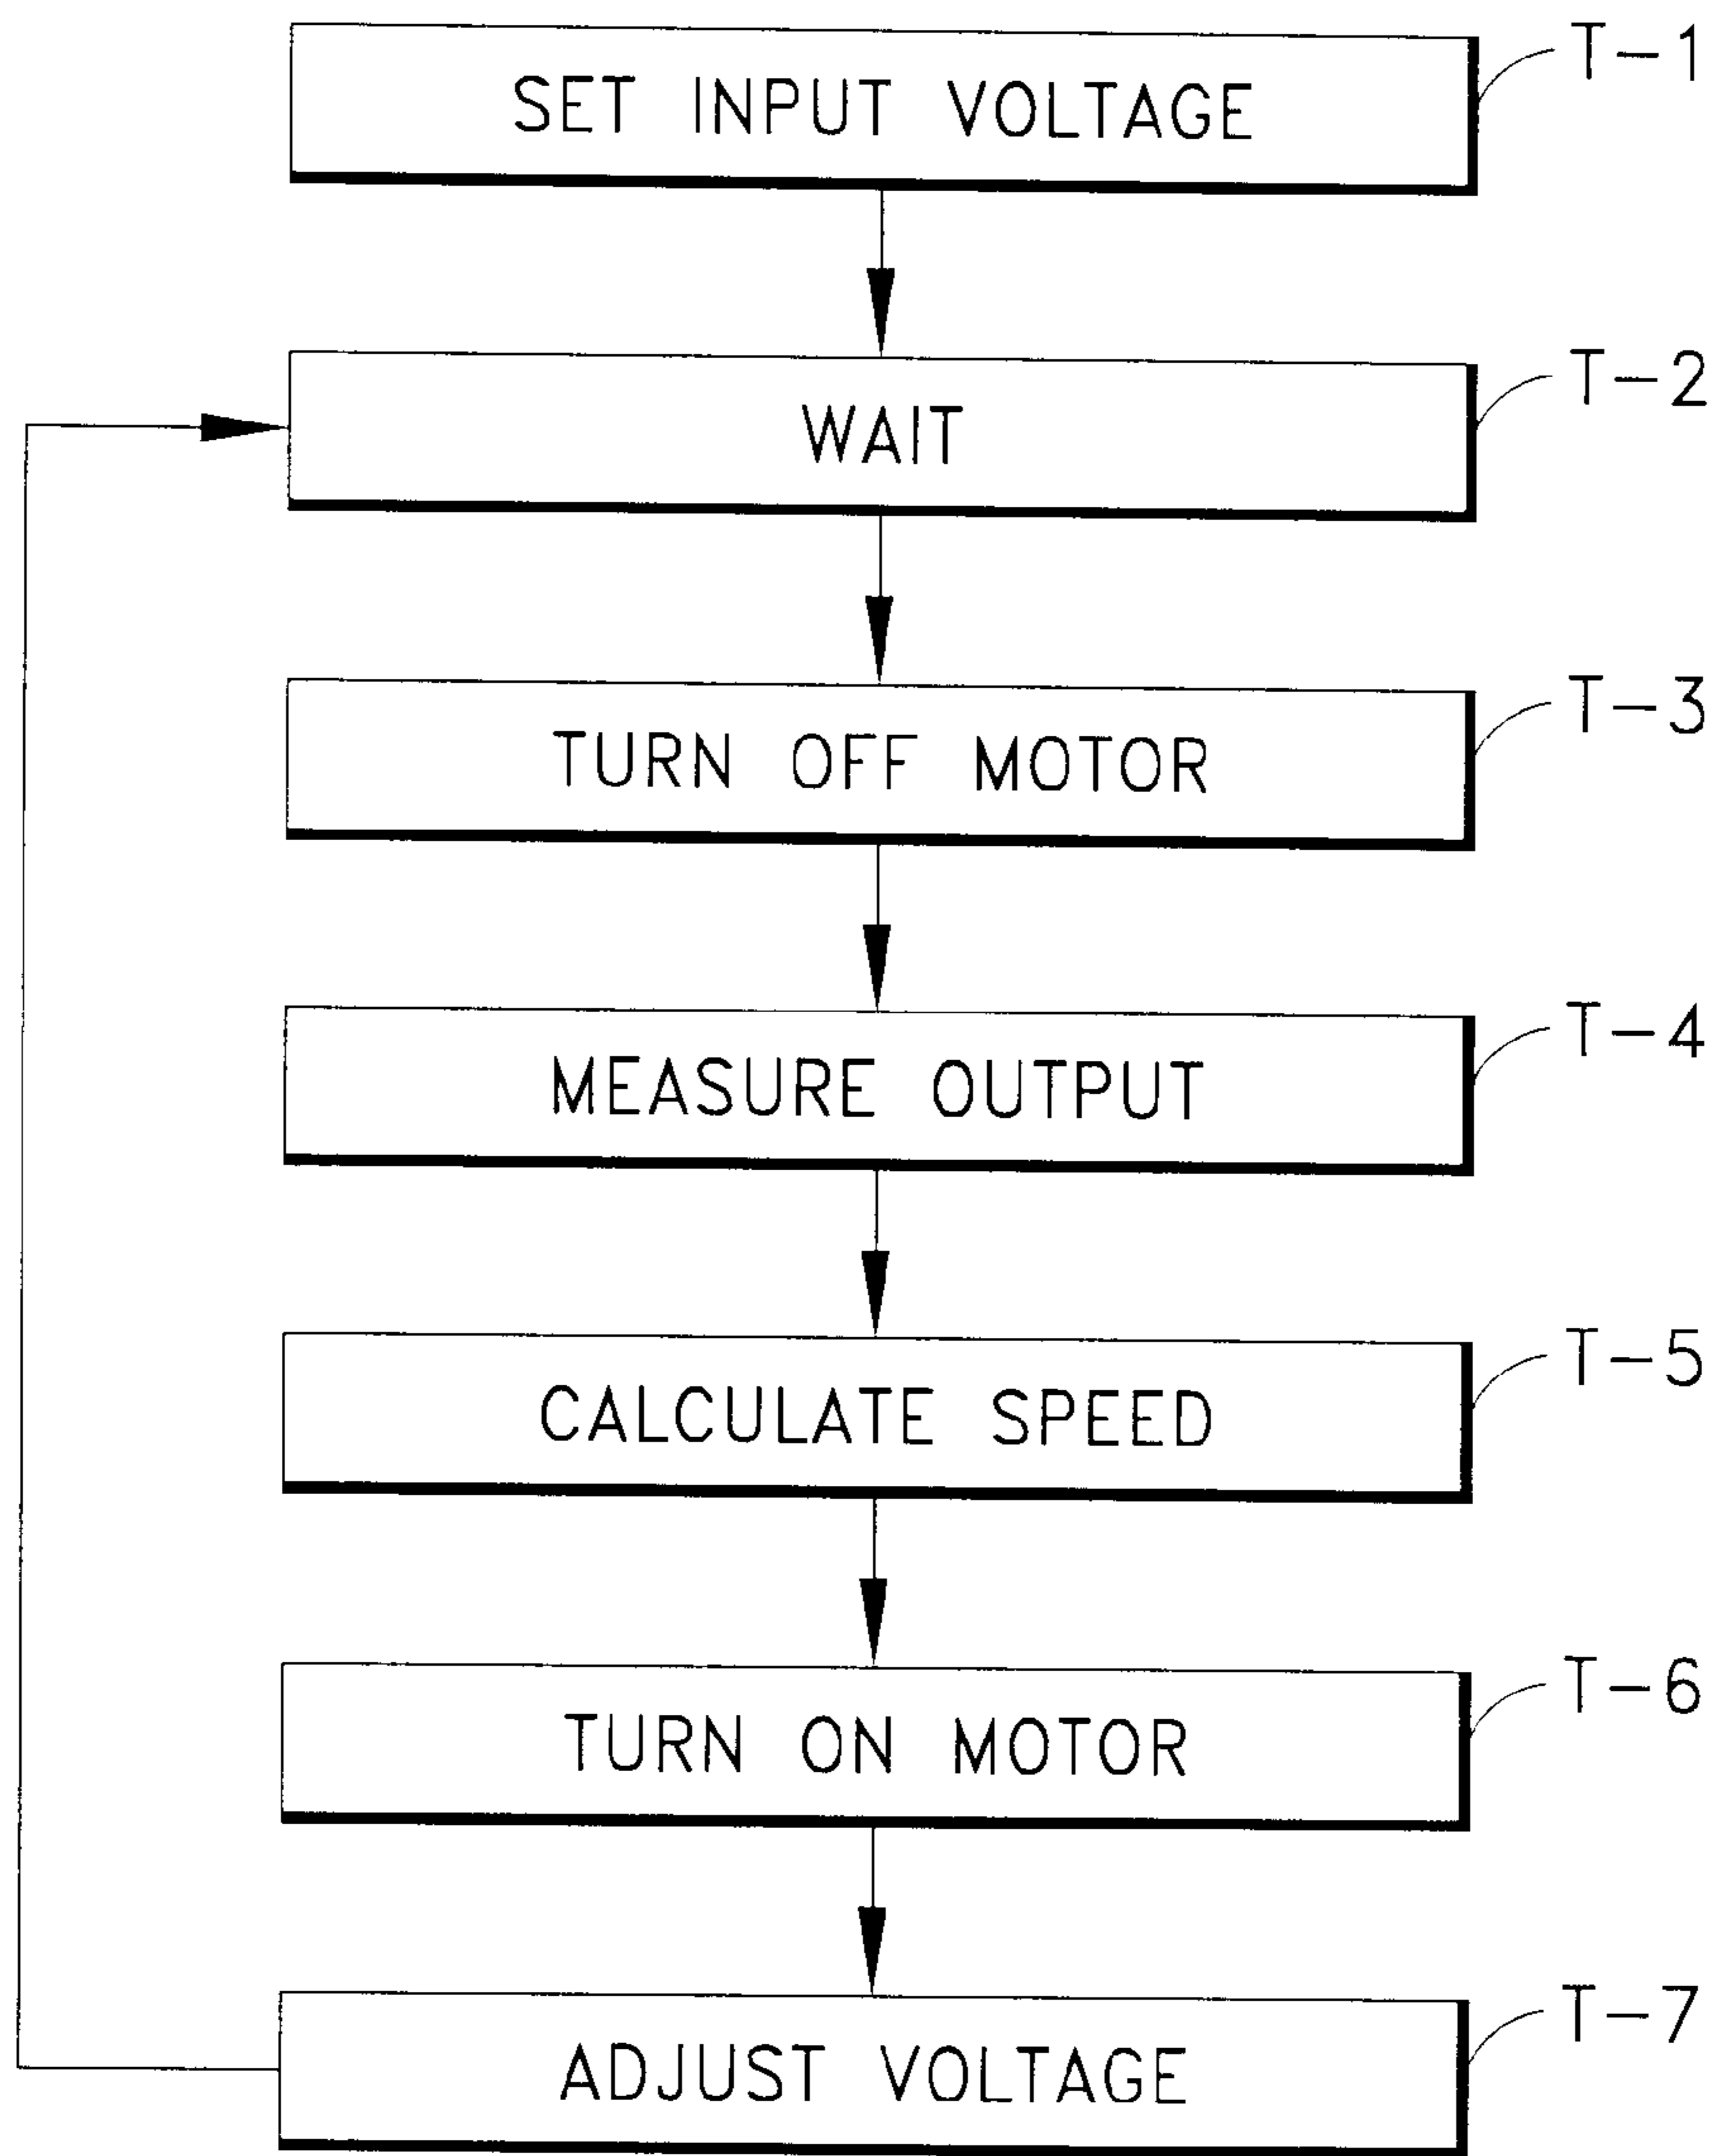 SET INPUT VOLTAGE
T-1
WAIT
T-2
TURN OFF MOTOR
T-3
MEASURE OUTPUT
T-4
CALCULATE SPEED
T-5
TURN ON MOTOR
T-6
ADJUST VOLTAGE
T-7